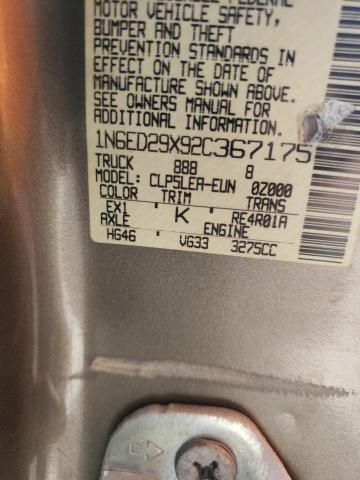 MOTOR VEHICLE SAFETY,
BUMPER AND THEFT
PREVENTION STANDARDS IN
EFFECT ON THE DATE OF
MANUFACTURE SHOWN ABOVE.
SEE OWNERS MANUAL FOR
ADDITIONAL INFORMATION.
1N6ED29X92C367175
TRUCK 888 8
MODEL: CLP5LEA-EUN 0Z000
COLOR TRIM TRANS
EX1 K RE4R01A
AXLE ENGINE
HG46 VG33 3275CC